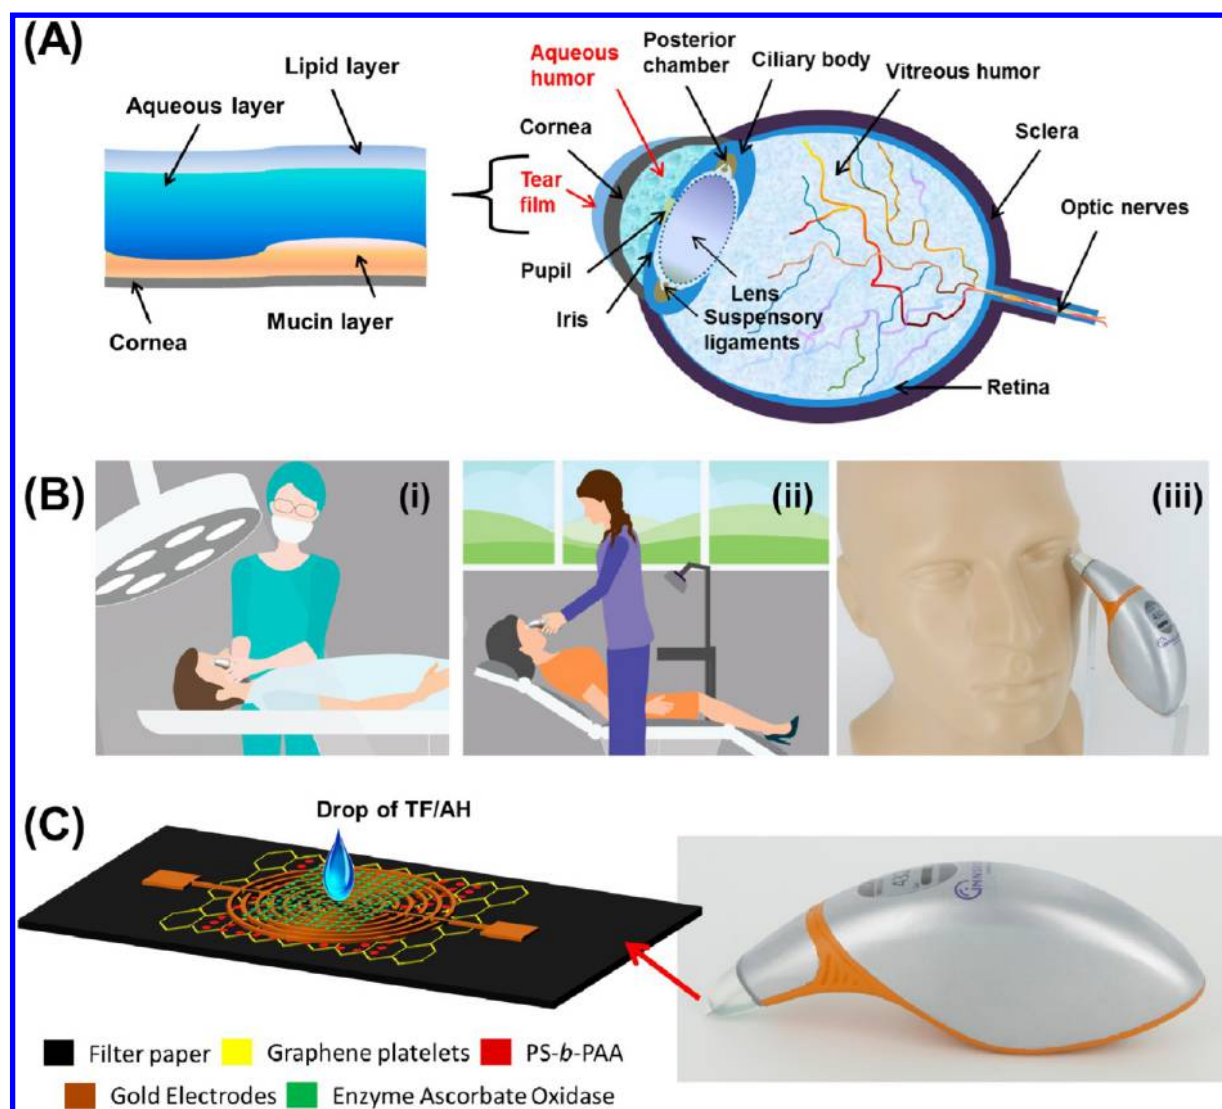 (A)
Lipid layer
Aqueous layer
Cornea
Mucin layer
Aqueous
humor
Posterior
chamber
Ciliary body
Vitreous humor
Cornea
Sclera
Tear
film
Optic nerves
Pupil
Iris
Lens
Suspensory
ligaments
Retina
(B)
(i)
(ii)
(iii)
(C)
Drop of TF/AH
Filter paper
Graphene platelets
PS-b-PAA
Gold Electrodes
Enzyme Ascorbate Oxidase